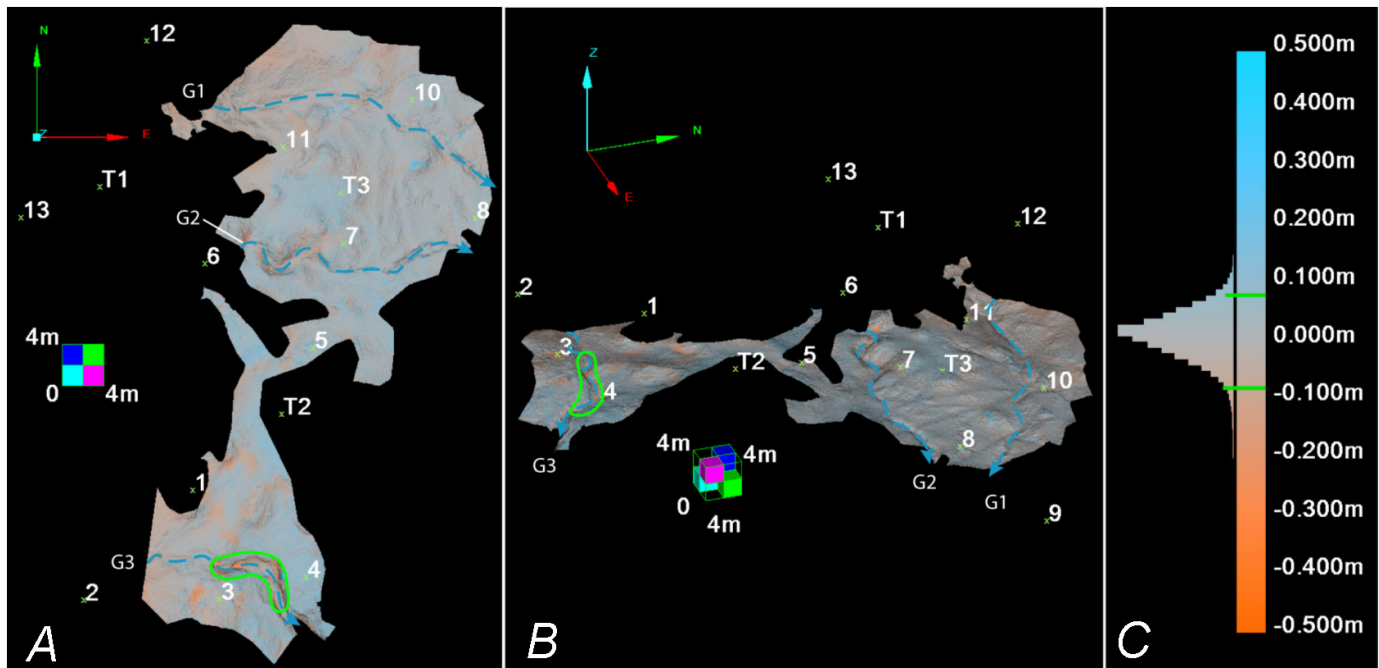 N
12
G1
10
11
Z
E
T1
T3
13
8
G2
7
6
4m
5
0
4m
T2
1
G3
4
3
2
A
Z
N
E
13
T1
12
2
6
1
11
3
5
7
T3
T2
10
4
8
4m
4m
G3
0
4m
G2
G1
9
B
0.500m
0.400m
0.300m
0.200m
0.100m
0.000m
-0.100m
-0.200m
-0.300m
-0.400m
-0.500m
C